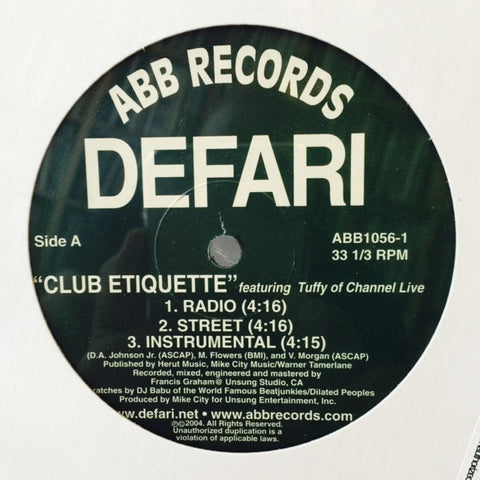 ABB RECORDS
DEFARI
Side A
ABB1056-1
33 1/3 RPM
"CLUB ETIQUETTE" featuring Tuffy of Channel Live
1. RADIO (4:16)
2. STREET (4:16)
3. INSTRUMENTAL (4:15)
(D.A. Johnson Jr. (ASCAP), M. Flowers (BMI), and V. Morgan (ASCAP)
Published by Herut Music, Mike City Music/Warner Tamerlane
Recorded, mixed, engineered and mastered by
Francis Graham@ Unsung Studio, CA
cratches by DJ Babu of the World Famous Beatjunkies/Dilated Peoples
Produced by Mike City for Unsung Entertainment, Inc.
www.defari.net • www.abbrecords.com
℗©2004. All Rights Reserved.
Unauthorized duplication is a
violation of applicable laws.